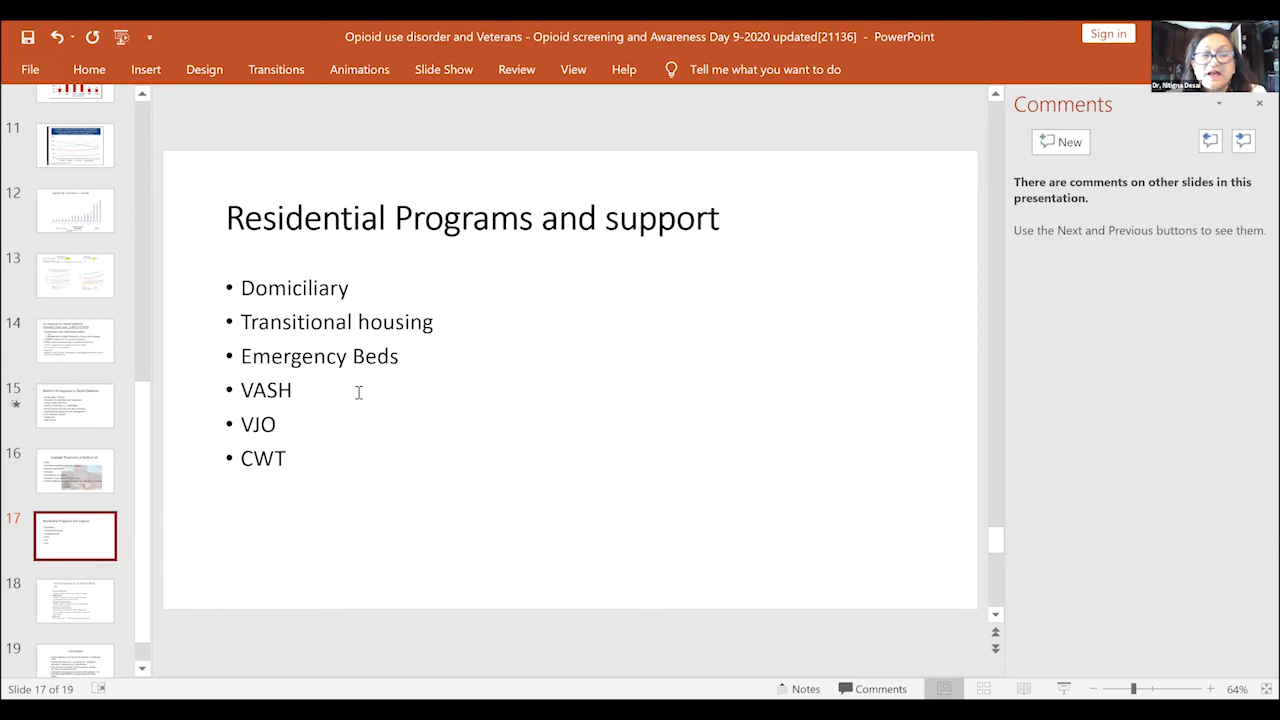 Opioid use disorder and Veterans - Opioid screening and Awareness Day 9-2020 updated[21136] - PowerPoint
Sign in
File Home Insert Design Transitions Animations Slide Show Review View Help Tell me what you want to do
Dr. Nitigna Desai
Comments
New
There are comments on other slides in this
presentation.
Use the Next and Previous buttons to see them.
11
12
13
14
15
16
17
18
19
Residential Programs and support
• Domiciliary
• Transitional housing
• Emergency Beds
• VASH
• VJO
• CWT
Slide 17 of 19
Notes
Comments
64%